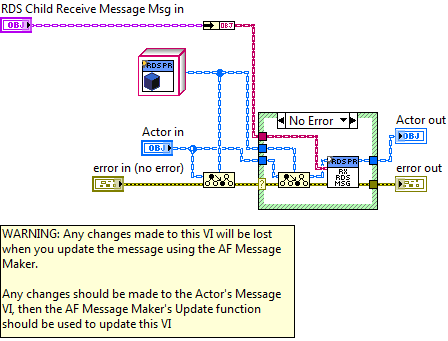 RDS Child Receive Message Msg in
OBJ
OBJ
RDSPR
No Error
Actor in
OBJ
Actor out
OBJ
error in (no error)
?
RDSPR
RX
RDS
MSG
error out
WARNING: Any changes made to this VI will be lost
when you update the message using the AF Message
Maker.
Any changes should be made to the Actor's Message
VI, then the AF Message Maker's Update function
should be used to update this VI